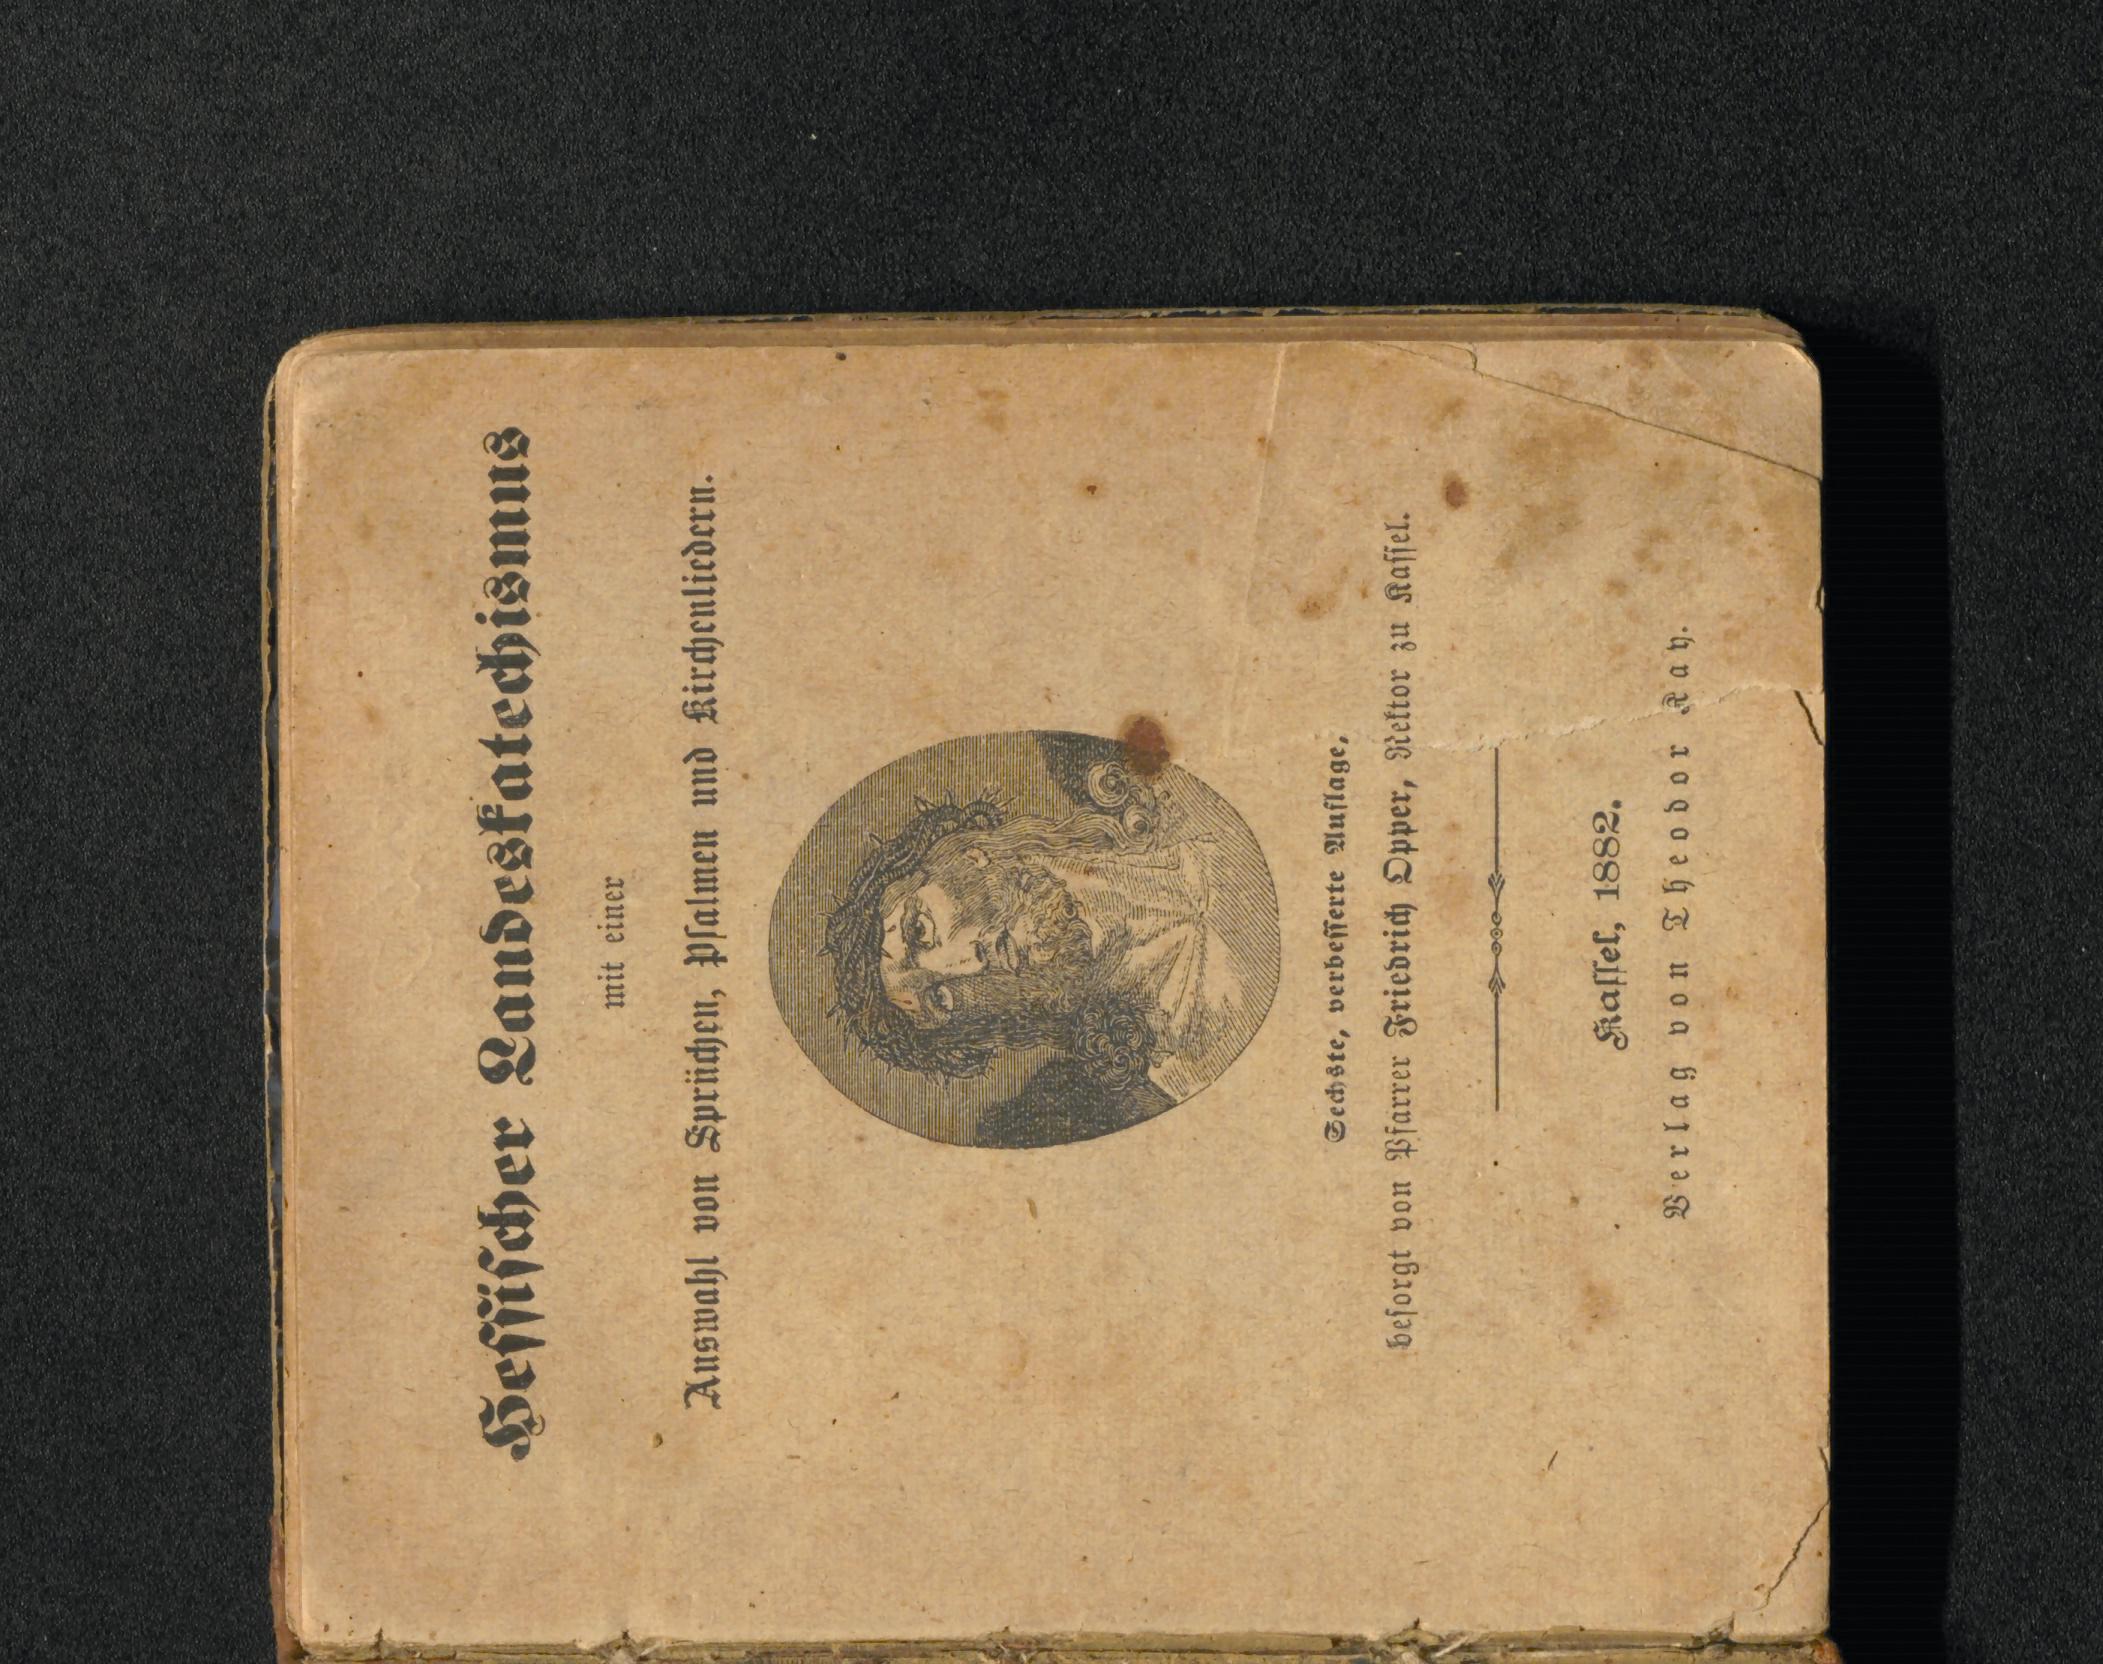 Hessischer Landeskatechismus
mit einer
Auswahl von Sprüchen, Psalmen und Kirchenliedern.
Sechste, verbesserte Auflage,
besorgt von Pfarrer Friedrich Opper, Rektor zu Kassel.
Kassel, 1882.
Verlag von Theodor Kay.